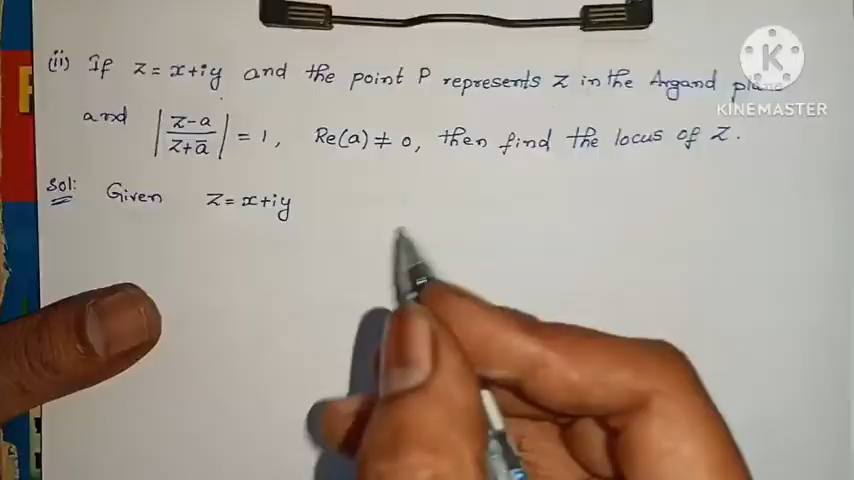 (ii) If z = x+iy and the point P represents z in the Argand plane
and |z-a / z+ā| = 1, Re(a) ≠ 0, then find the locus of z.
Sol: Given z = x+iy
K
KINEMASTER